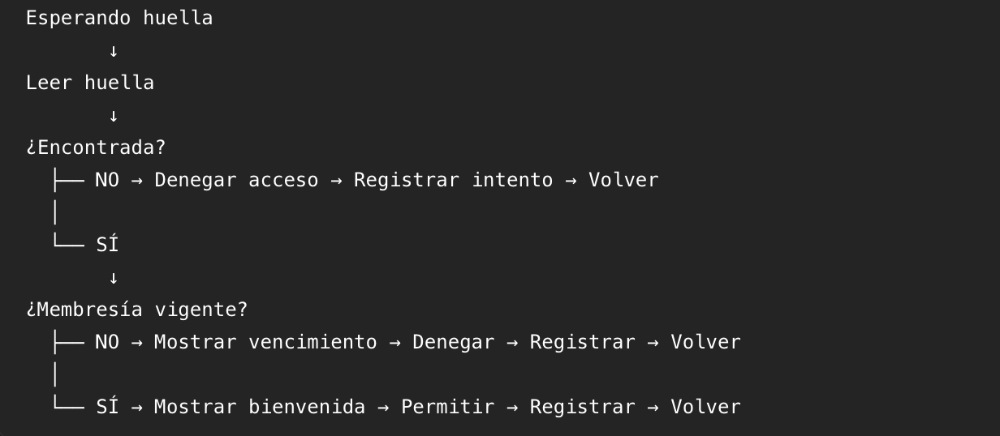 Esperando huella
↓
Leer huella
↓
¿Encontrada?
├── NO → Denegar acceso → Registrar intento → Volver
│
└── SÍ
↓
¿Membresía vigente?
├── NO → Mostrar vencimiento → Denegar → Registrar → Volver
│
└── SÍ → Mostrar bienvenida → Permitir → Registrar → Volver